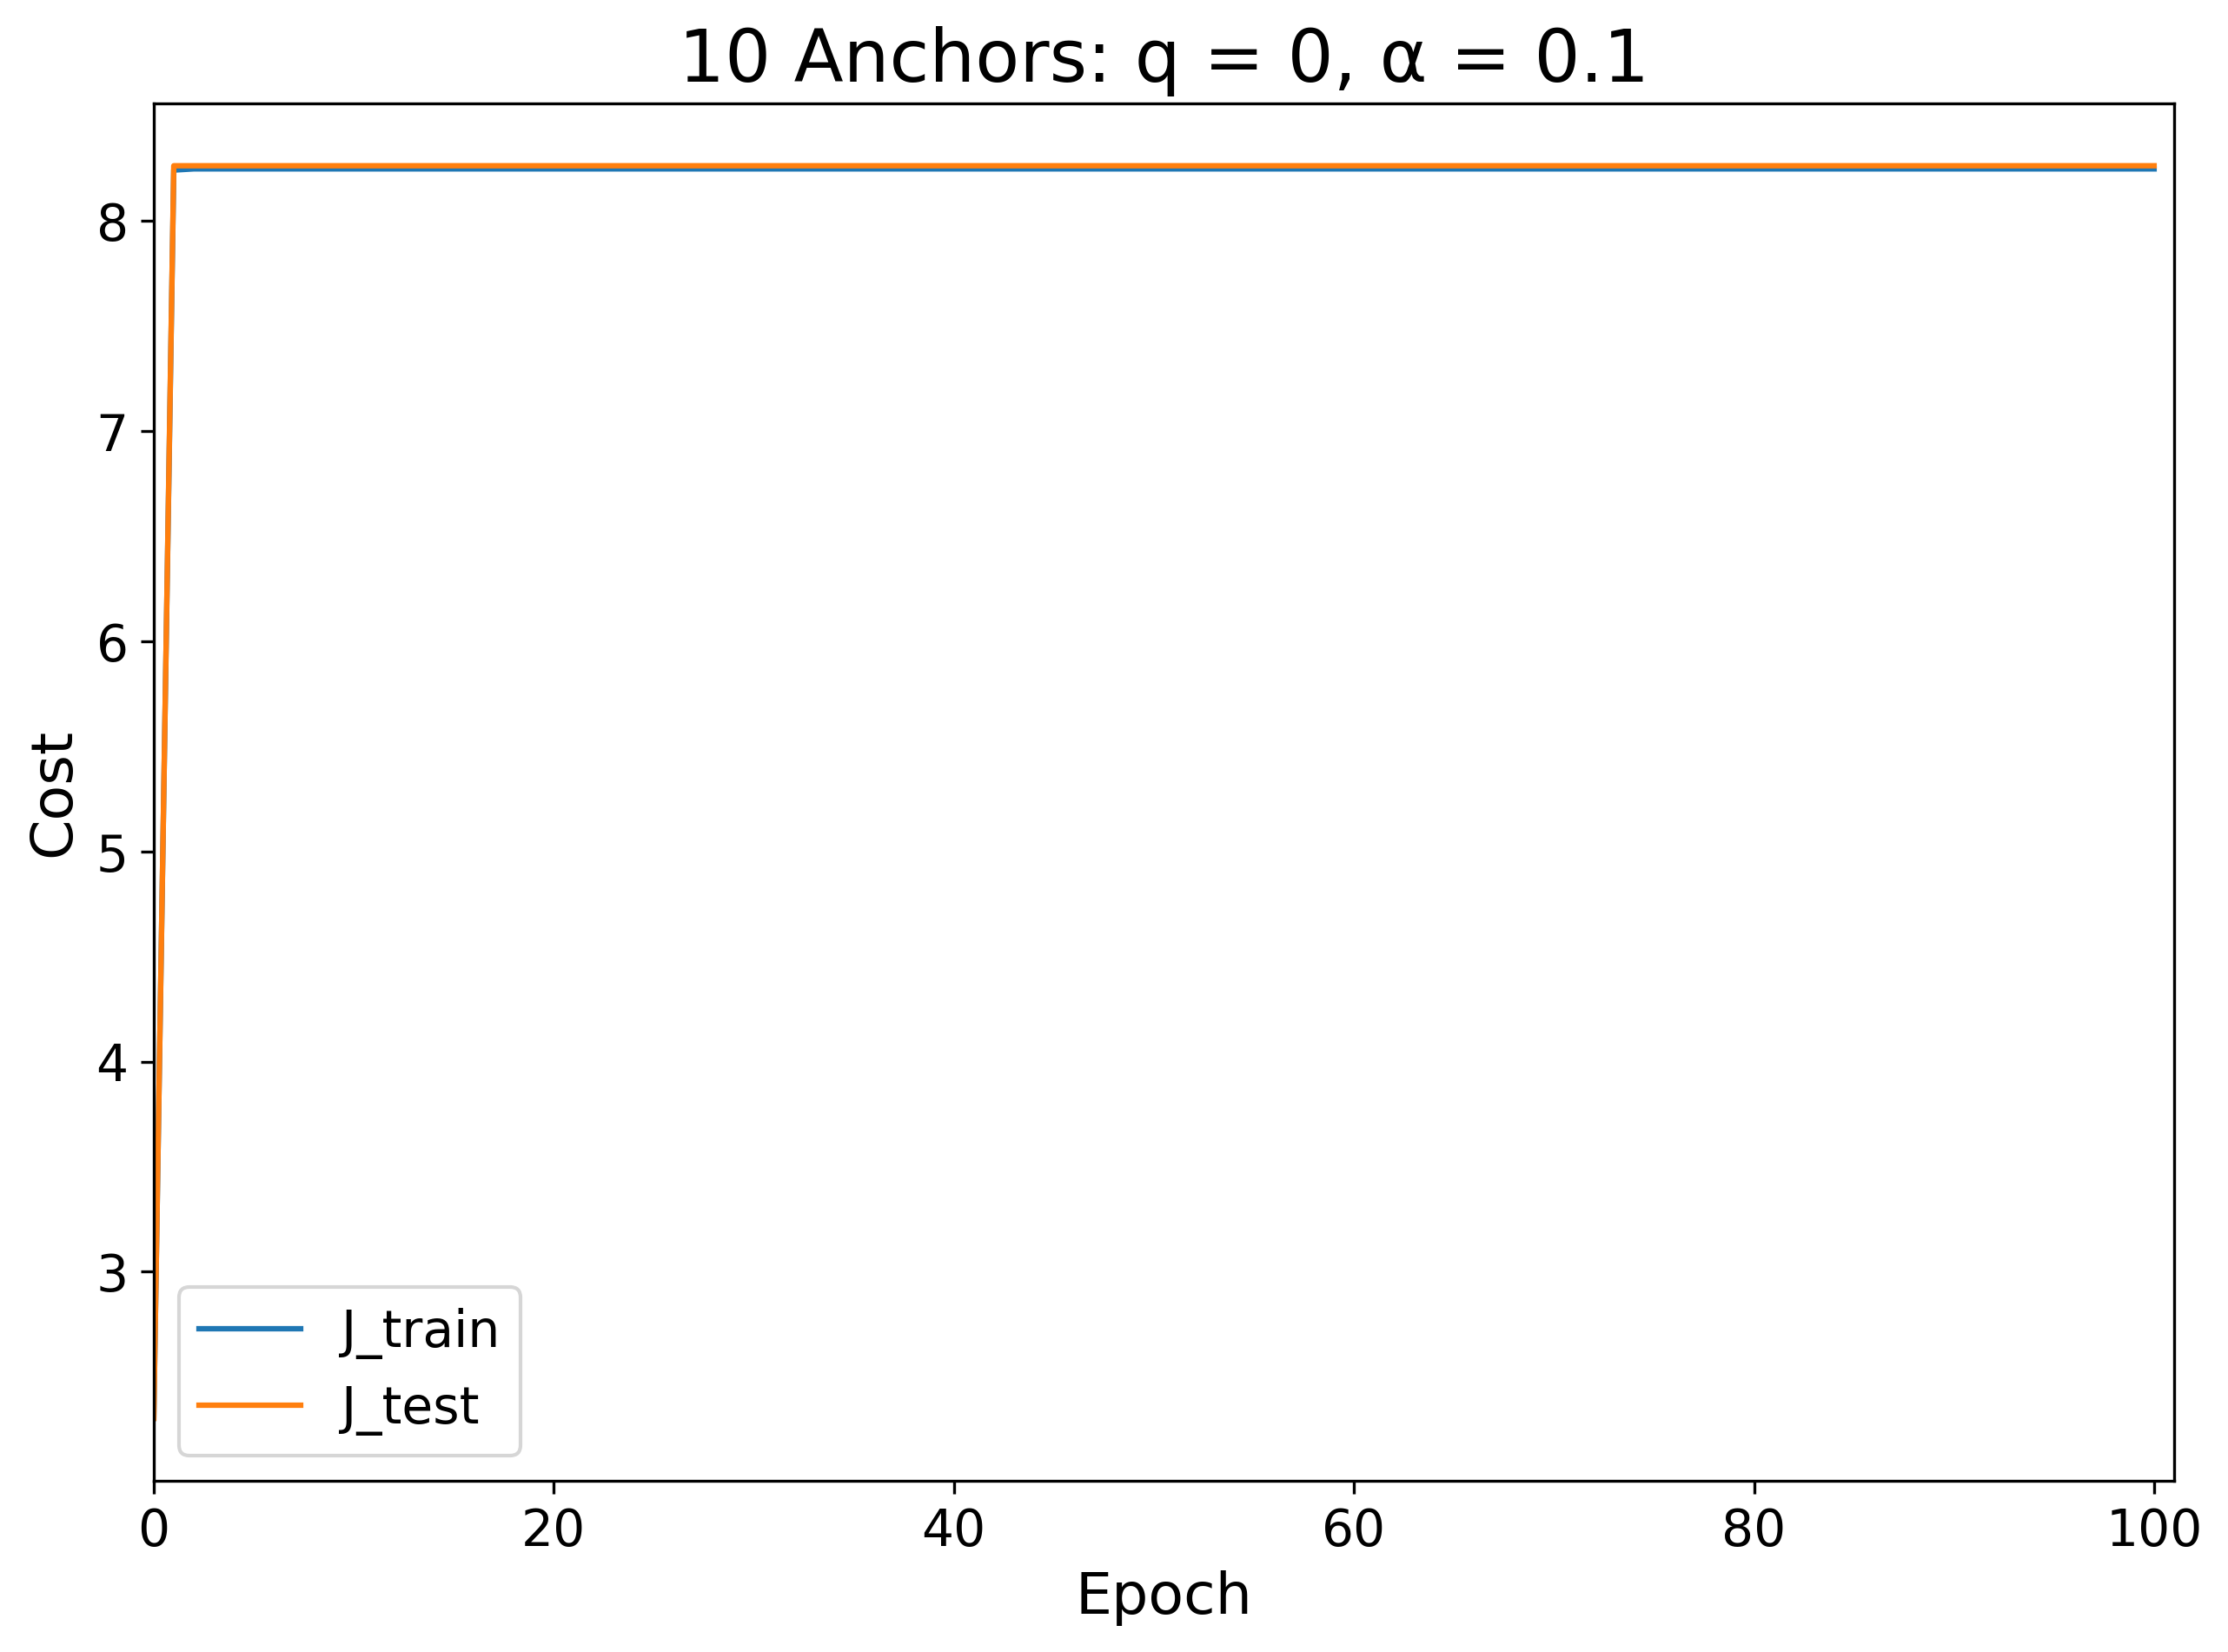 10 Anchors: q = 0, α = 0.1
Cost
8
7
6
5
4
3
J_train
J_test
0 20 40 60 80 100
Epoch